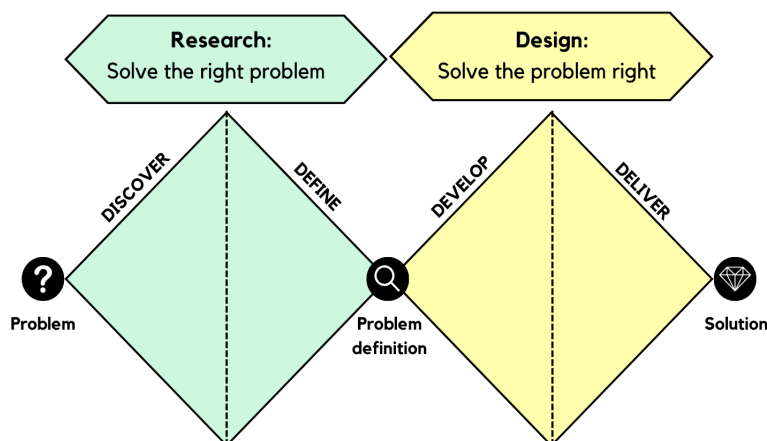 Research:
Solve the right problem
Design:
Solve the problem right
DISCOVER
DEFINE
DEVELOP
DELIVER
?
Problem
Problem
definition
Solution